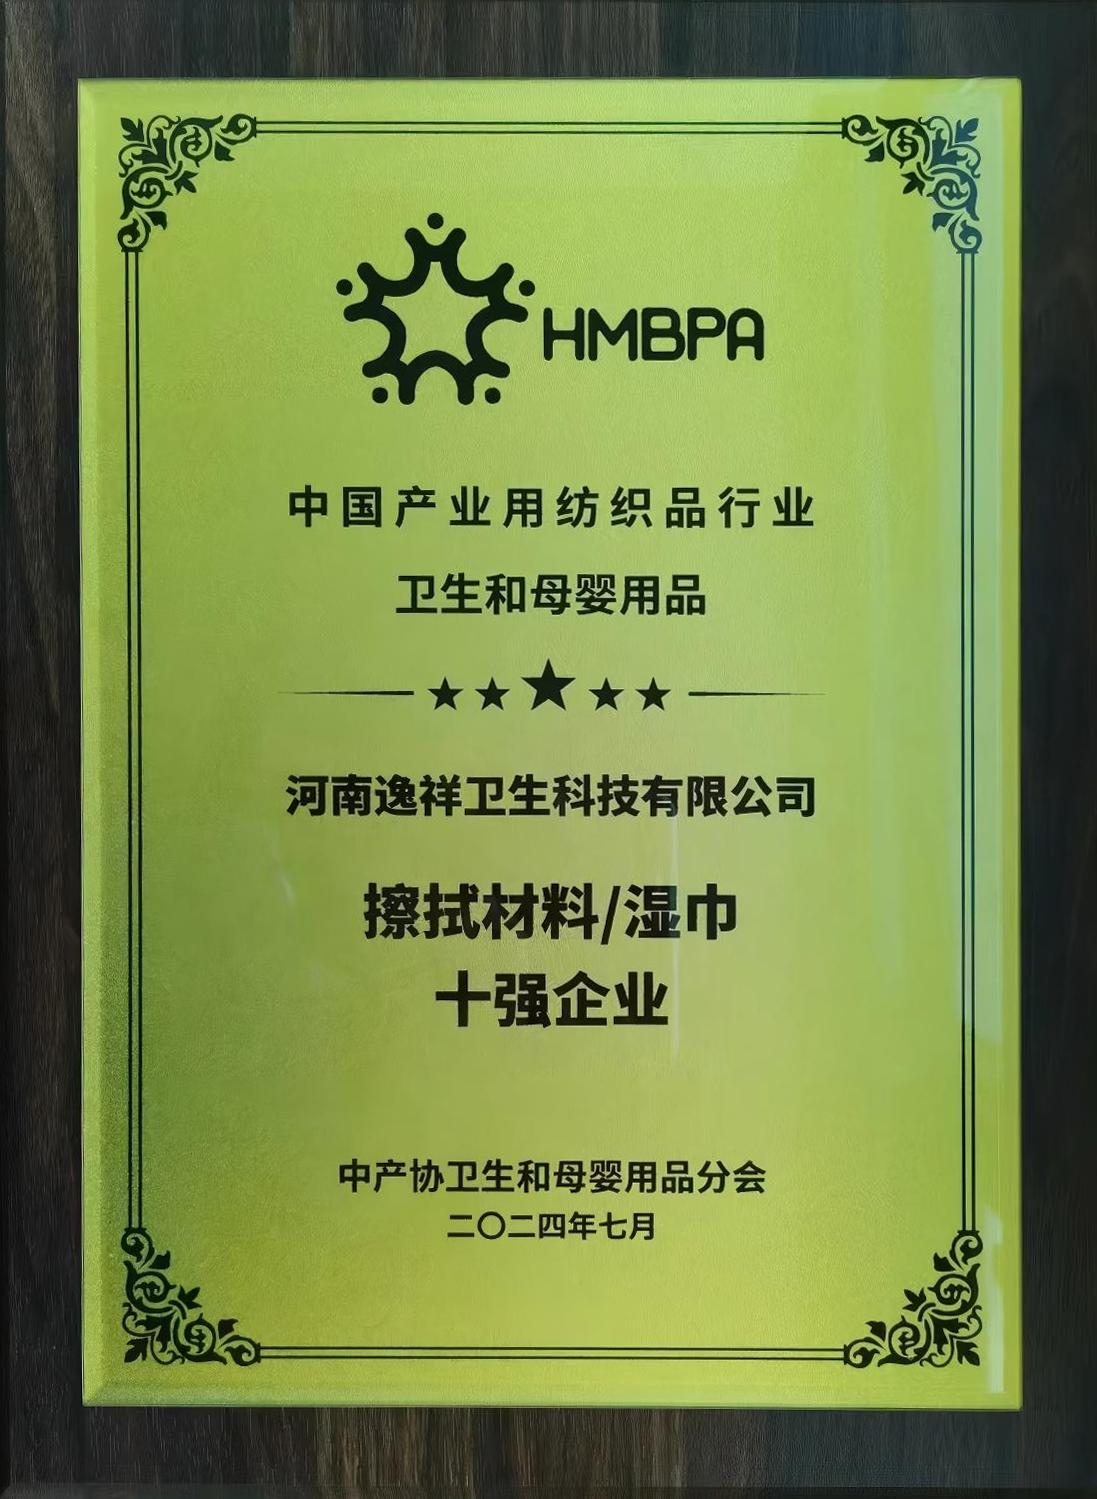 HMBPA
中国产业用纺织品行业
卫生和母婴用品
河南逸祥卫生科技有限公司
擦拭材料/湿巾
十强企业
中产协卫生和母婴用品分会
二〇二四年七月